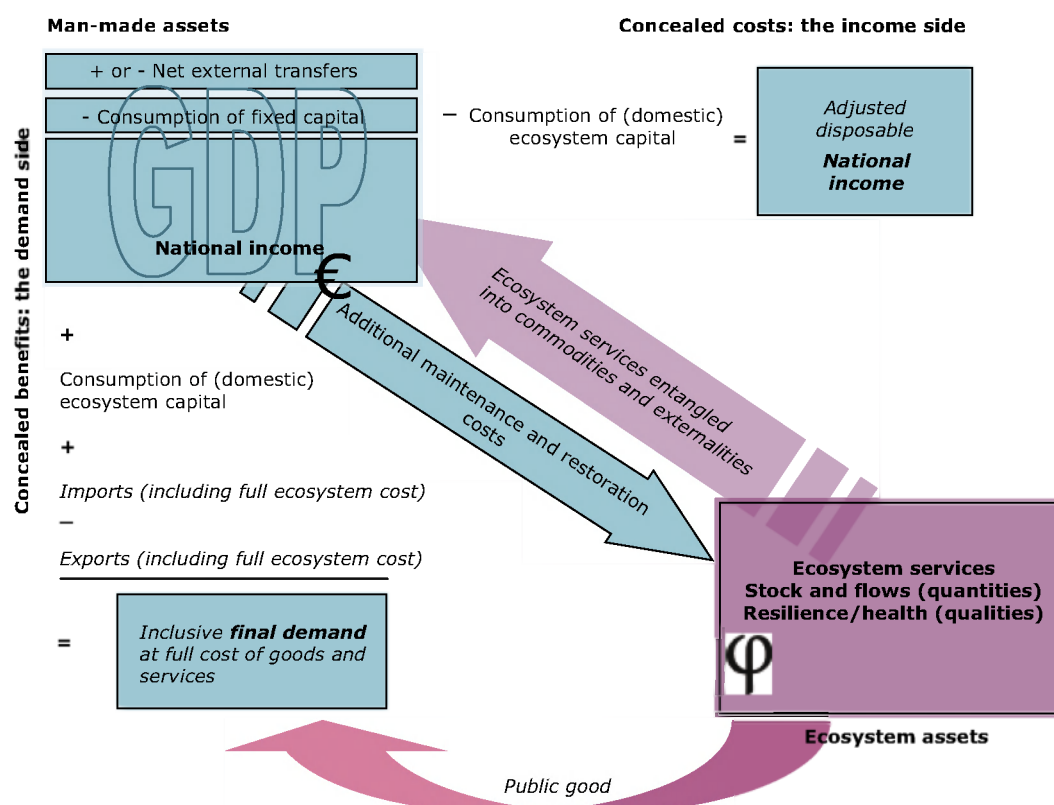 Man-made assets
Concealed costs: the income side
+ or - Net external transfers
- Consumption of fixed capital
GDP
National income
€
− Consumption of (domestic)
ecosystem capital
=
Adjusted
disposable
National
income
Concealed benefits: the demand side
+
Consumption of (domestic)
ecosystem capital
+
Imports (including full ecosystem cost)
−
Exports (including full ecosystem cost)
=
Inclusive final demand
at full cost of goods and
services
Additional maintenance and restoration
costs
Ecosystem services entangled
into commodities and externalities
Ecosystem services
Stock and flows (quantities)
Resilience/health (qualities)
φ
Ecosystem assets
Public good